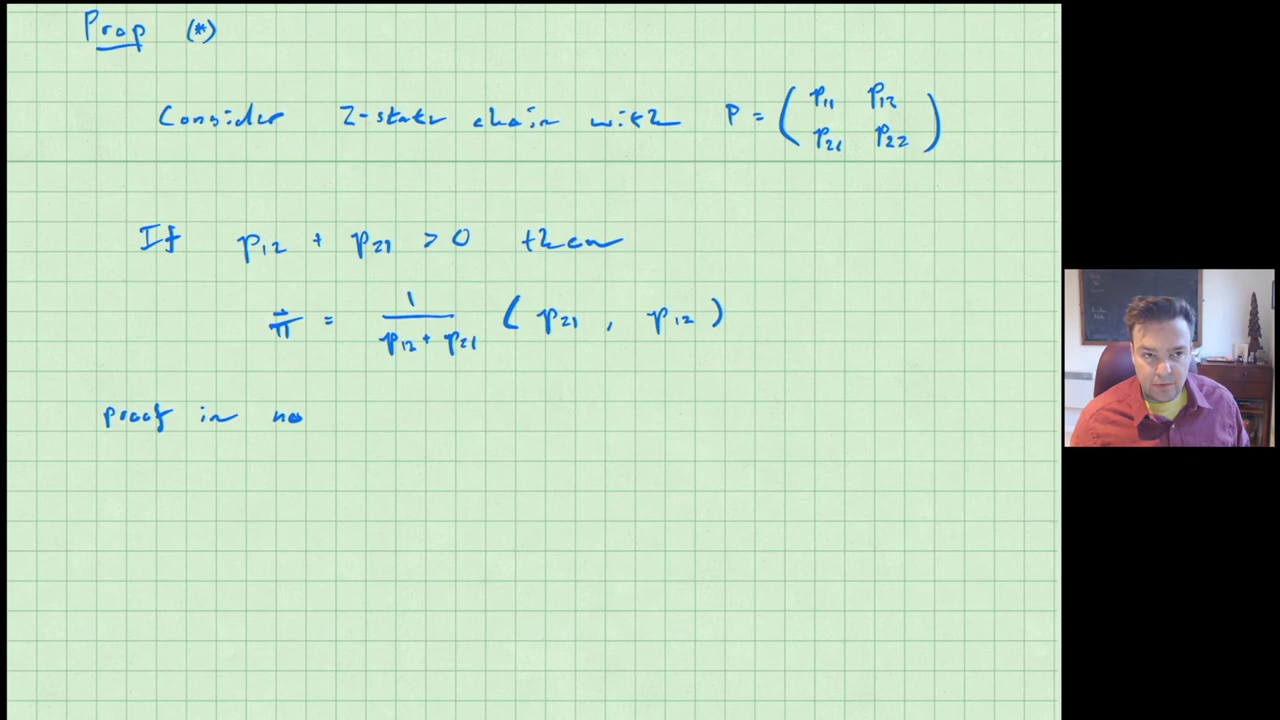 Prop (*)
Consider 2-state chain with P = ( p11 p12
p21 p22 )
If p12 + p21 > 0 then
π = 1 / (p12 + p21) ( p21 , p12 )
proof in no